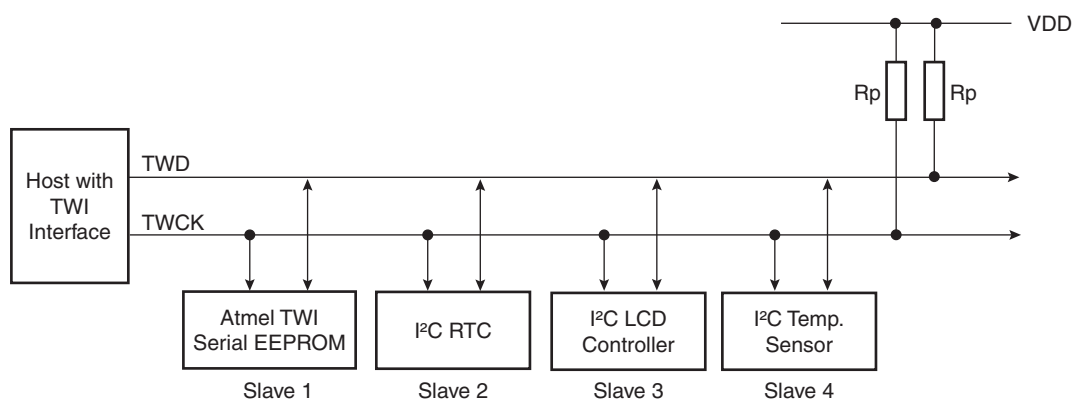 VDD
Rp
Rp
Host with
TWI
Interface
TWD
TWCK
Atmel TWI
Serial EEPROM
I²C RTC
I²C LCD
Controller
I²C Temp.
Sensor
Slave 1
Slave 2
Slave 3
Slave 4